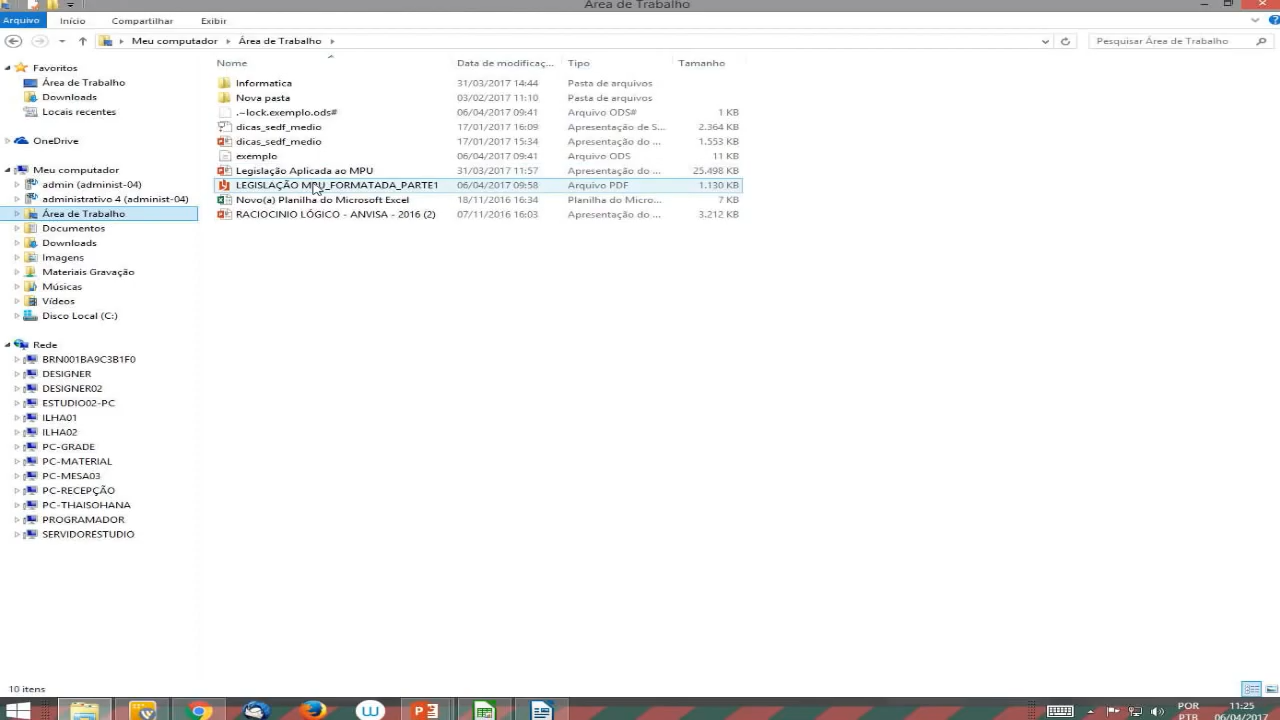 Área de Trabalho
Arquivo Início Compartilhar Exibir
Meu computador Área de Trabalho Pesquisar Área de Trabalho
Nome Data de modificaç... Tipo Tamanho
Favoritos
Área de Trabalho
Downloads
Locais recentes
OneDrive
Meu computador
admin (administ-04)
administrativo 4 (administ-04)
Área de Trabalho
Documentos
Downloads
Imagens
Materiais Gravação
Músicas
Vídeos
Disco Local (C:)
Rede
BRN001BA9C3B1F0
DESIGNER
DESIGNER02
ESTUDIO02-PC
ILHA01
ILHA02
PC-GRADE
PC-MATERIAL
PC-MESA03
PC-RECEPÇÃO
PC-THAISOHANA
PROGRAMADOR
SERVIDORESTUDIO
Informatica 31/03/2017 14:44 Pasta de arquivos
Nova pasta 03/02/2017 11:10 Pasta de arquivos
.~lock.exemplo.ods# 06/04/2017 09:41 Arquivo ODS# 1 KB
dicas_sedf_medio 17/01/2017 16:09 Apresentação de S... 2.364 KB
dicas_sedf_medio 17/01/2017 15:34 Apresentação do ... 1.553 KB
exemplo 06/04/2017 09:41 Arquivo ODS 11 KB
Legislação Aplicada ao MPU 31/03/2017 11:57 Apresentação do ... 25.498 KB
LEGISLAÇÃO MPU_FORMATADA_PARTE1 06/04/2017 09:58 Arquivo PDF 1.130 KB
Novo(a) Planilha do Microsoft Excel 18/11/2016 16:34 Planilha do Micro... 7 KB
RACIOCINIO LÓGICO - ANVISA - 2016 (2) 07/11/2016 16:03 Apresentação do ... 3.212 KB
10 itens
POR 11:25
PTB 06/04/2017